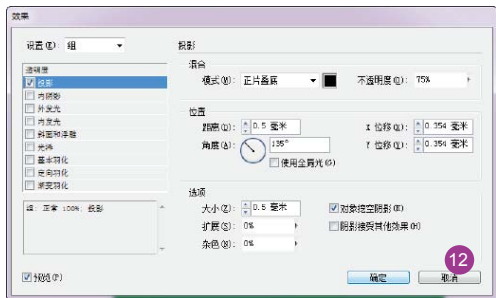 效果
设置(E): 组
投影
透明度
投影
内阴影
外发光
内发光
斜面和浮雕
光泽
基本羽化
定向羽化
渐变羽化
组: 正常 100%; 投影
预览(P)
混合
模式(M): 正片叠底
不透明度(O): 75%
位置
距离(D): 0.5 毫米
X 位移(X): 0.354 毫米
角度(A): 135°
Y 位移(Y): 0.354 毫米
使用全局光(G)
选项
大小(Z): 0.5 毫米
对象挖空阴影(K)
扩展(S): 0%
阴影接受其他效果(H)
杂色(N): 0%
12
确定
取消